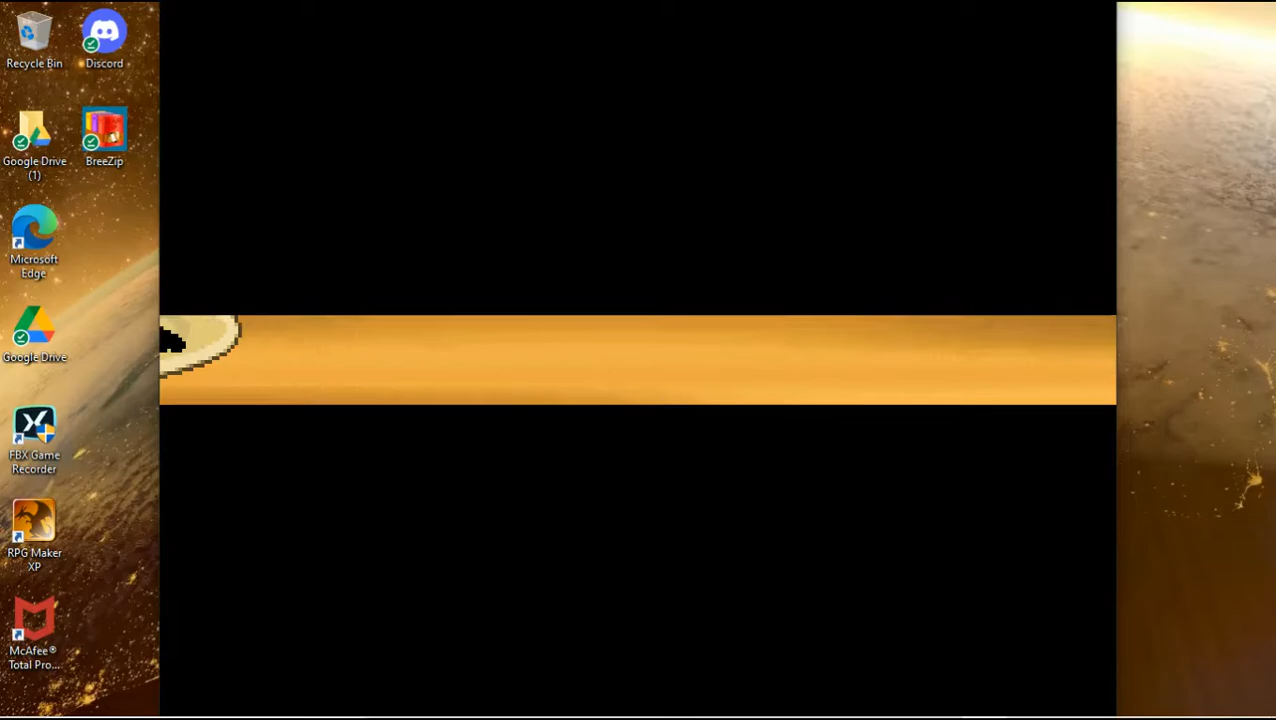 Recycle Bin
Discord
Google Drive
(1)
BreeZip
Microsoft
Edge
Google Drive
FBX Game
Recorder
RPG Maker
XP
McAfee®
Total Pro...